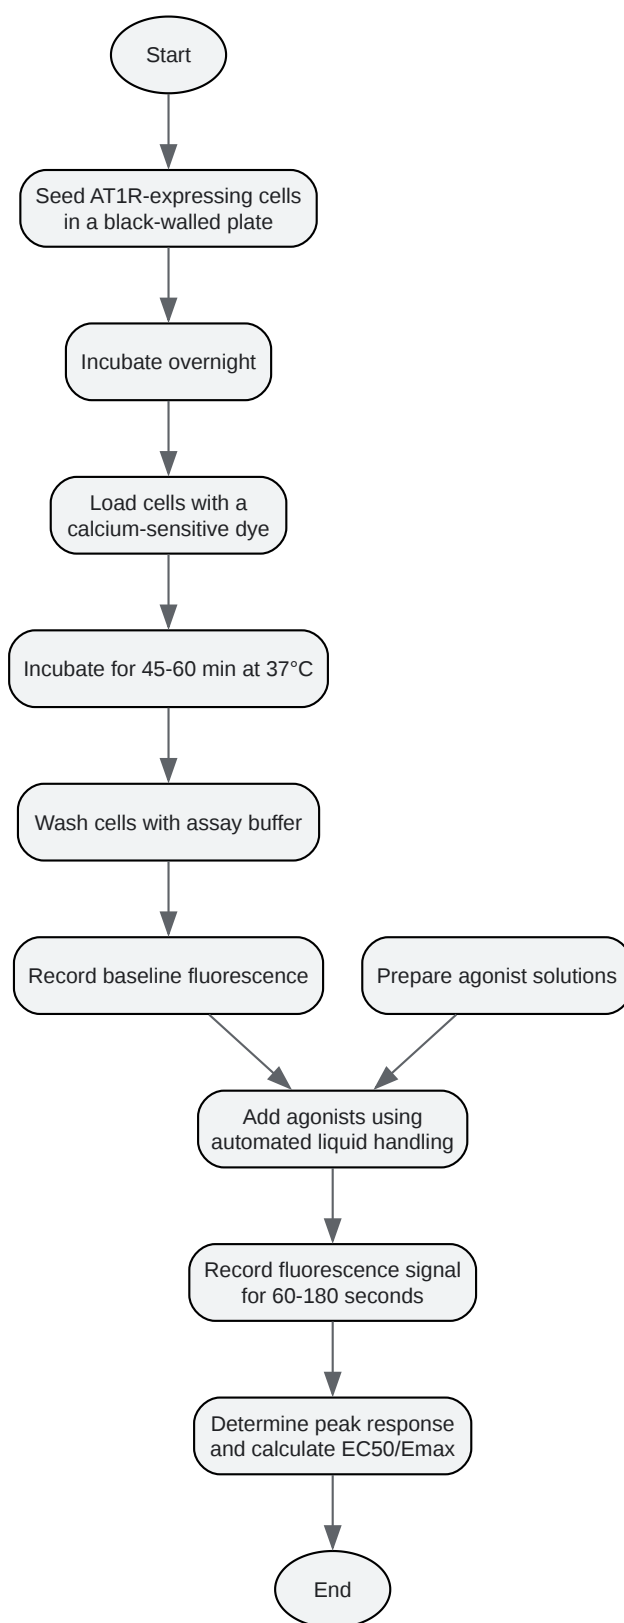 Start
Seed AT1R-expressing cells
in a black-walled plate
Incubate overnight
Load cells with a
calcium-sensitive dye
Incubate for 45-60 min at 37°C
Wash cells with assay buffer
Record baseline fluorescence
Prepare agonist solutions
Add agonists using
automated liquid handling
Record fluorescence signal
for 60-180 seconds
Determine peak response
and calculate EC50/Emax
End